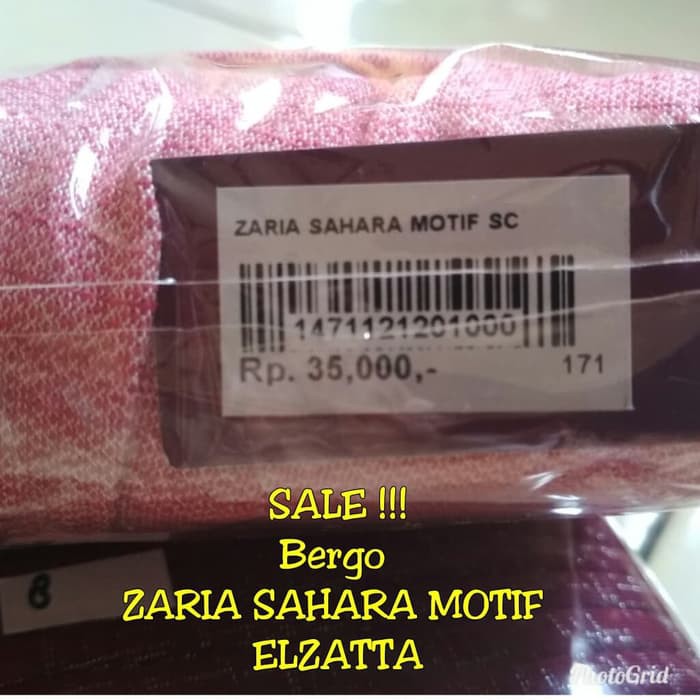 ZARIA SAHARA MOTIF SC
1471121201000
Rp. 35,000,-
171
SALE !!!
Bergo
ZARIA SAHARA MOTIF
ELZATTA
8
PhotoGrid